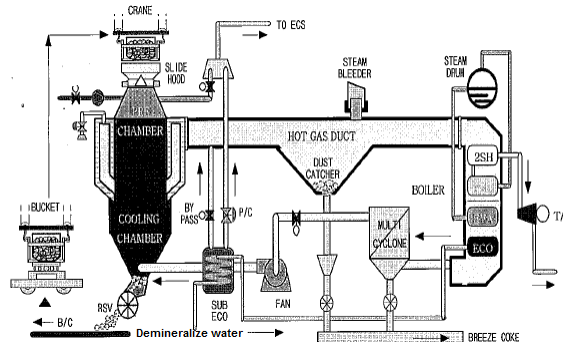 CRANE
TO ECS
SLIDE
HOOD
STEAM
BLEEDER
STEAM
DRUM
CHAMBER
HOT GAS DUCT
2SH
DUST
CATCHER
BOILER
BUCKET
BY
PASS
P/C
COOLING
CHAMBER
MULTI
CYCLONE
ECO
RSV
SUB
ECO
FAN
B/C
Demineralize water
BREEZE COKE